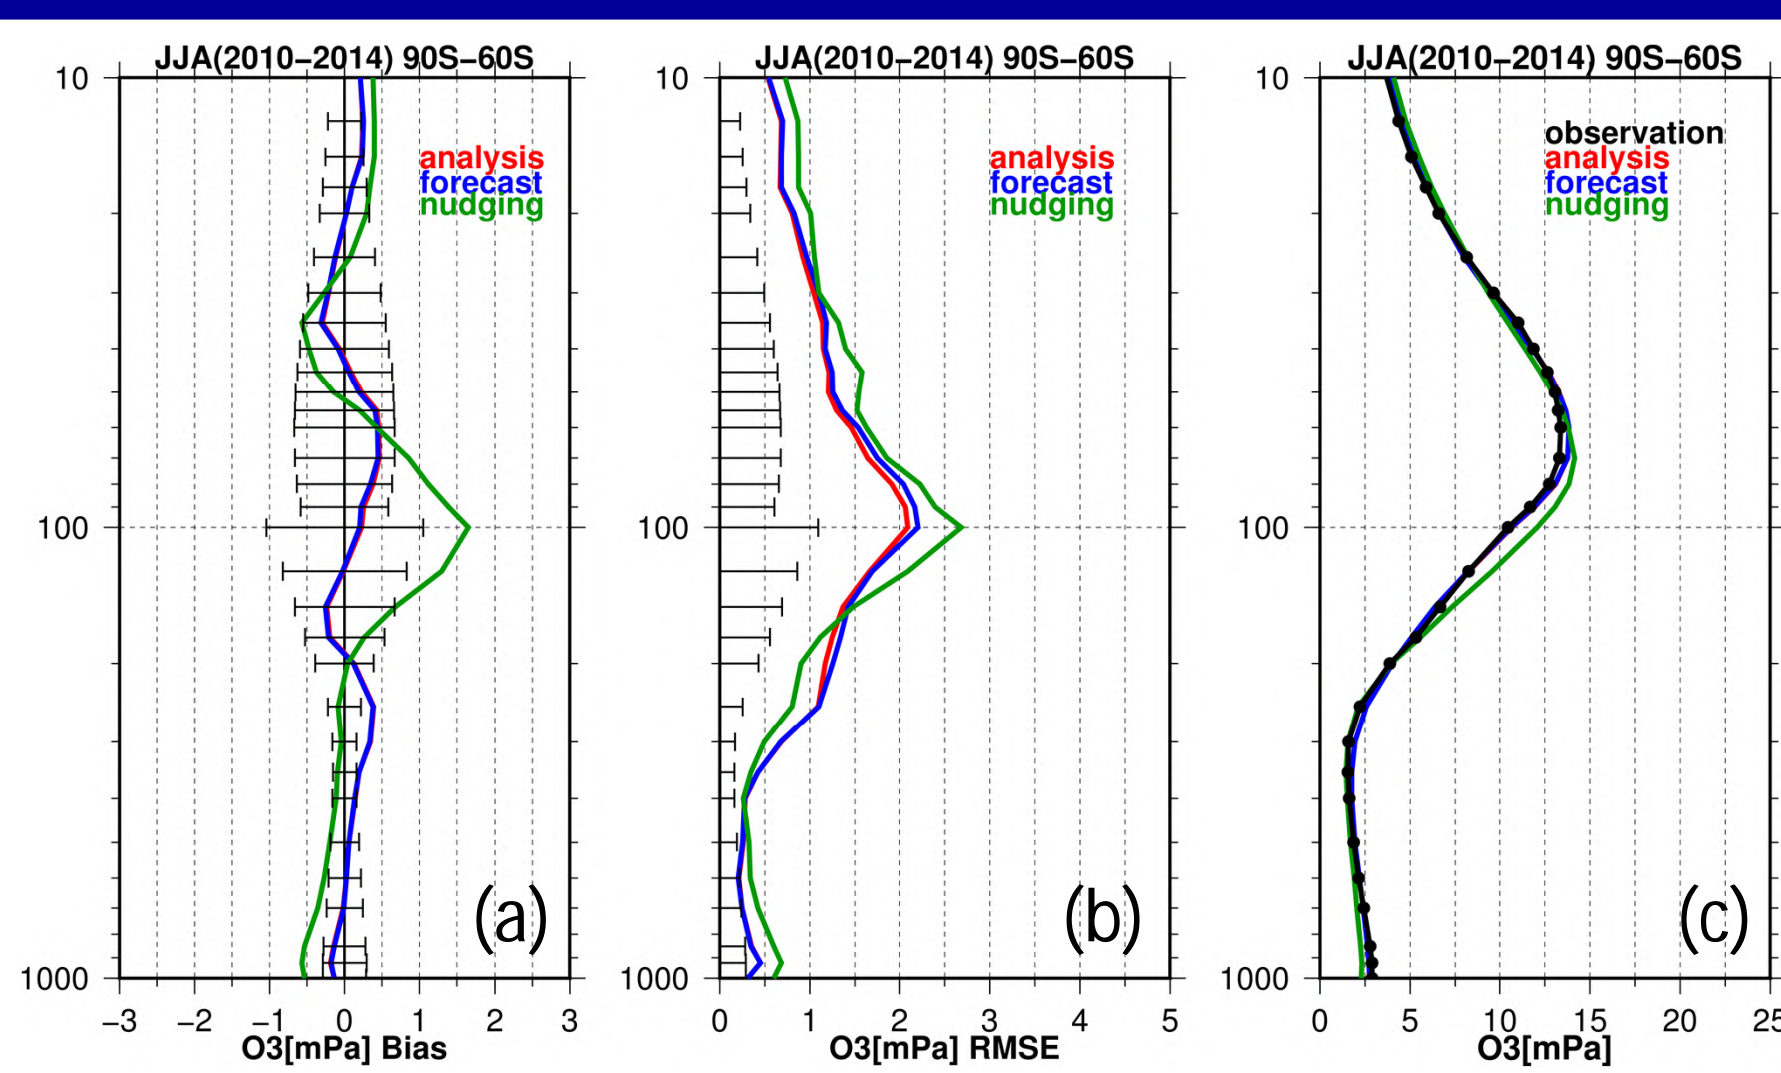 JJA(2010−2014) 90S−60S
10
100
1000
analysis
forecast
nudging
(a)
−3 −2 −1 0 1 2 3
O3[mPa] Bias
JJA(2010−2014) 90S−60S
10
100
1000
analysis
forecast
nudging
(b)
0 1 2 3 4 5
O3[mPa] RMSE
JJA(2010−2014) 90S−60S
10
100
1000
observation
analysis
forecast
nudging
(c)
0 5 10 15 20 25
O3[mPa]